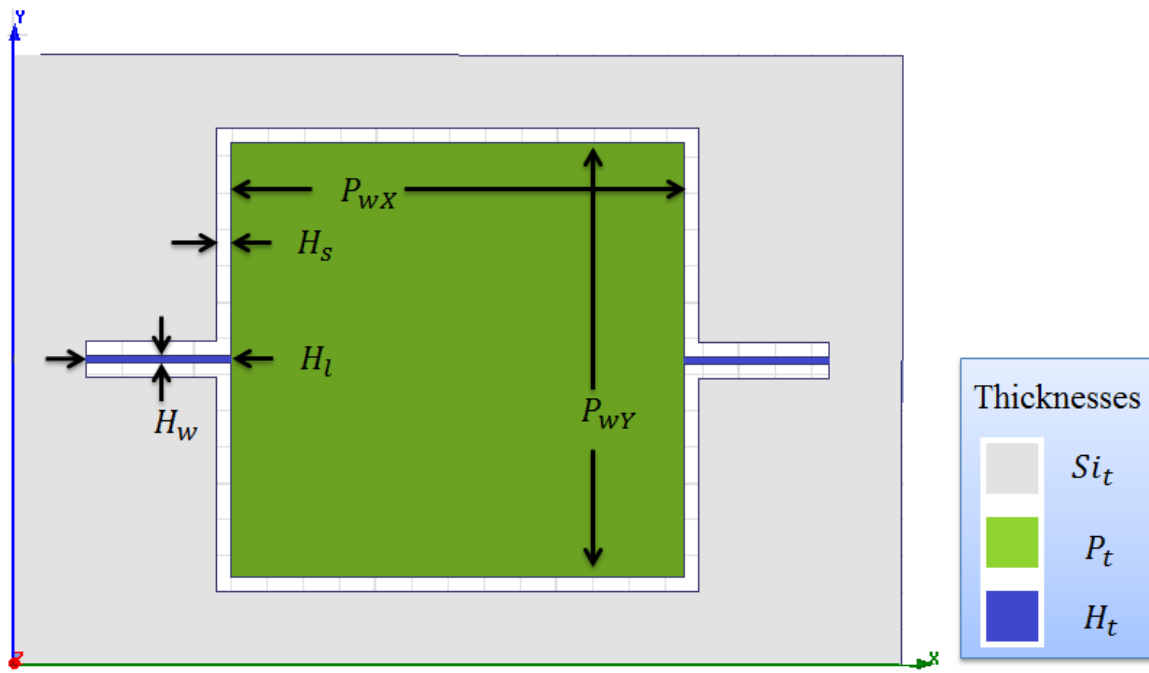 Y
P_{wX}
H_s
H_l
H_w
P_{wY}
X
Z
Thicknesses
Si_t
P_t
H_t